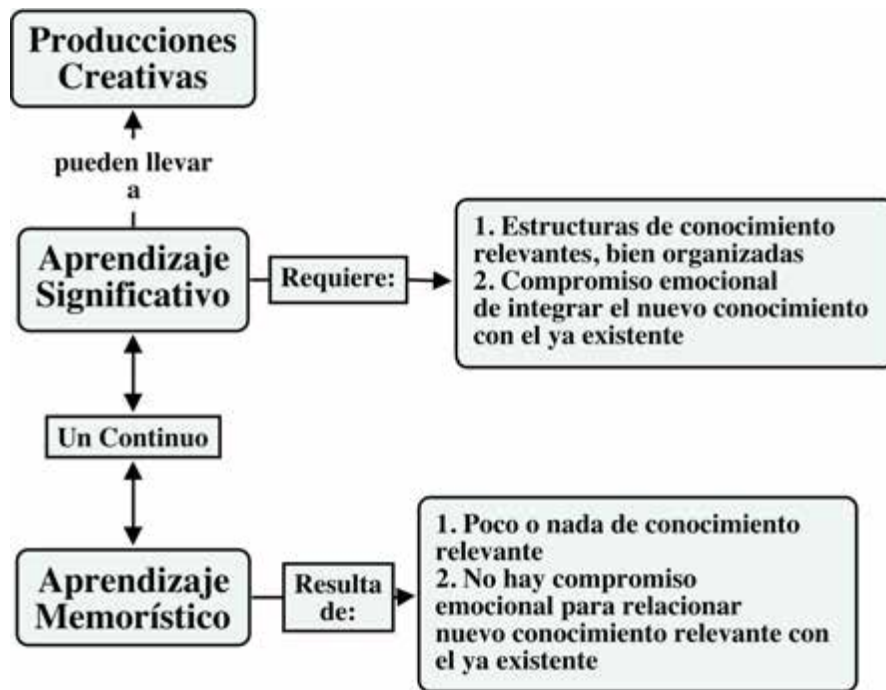 Producciones
Creativas
pueden llevar
a
Aprendizaje
Significativo
Requiere:
1. Estructuras de conocimiento
relevantes, bien organizadas
2. Compromiso emocional
de integrar el nuevo conocimiento
con el ya existente
Un Continuo
Aprendizaje
Memorístico
Resulta
de:
1. Poco o nada de conocimiento
relevante
2. No hay compromiso
emocional para relacionar
nuevo conocimiento relevante con
el ya existente